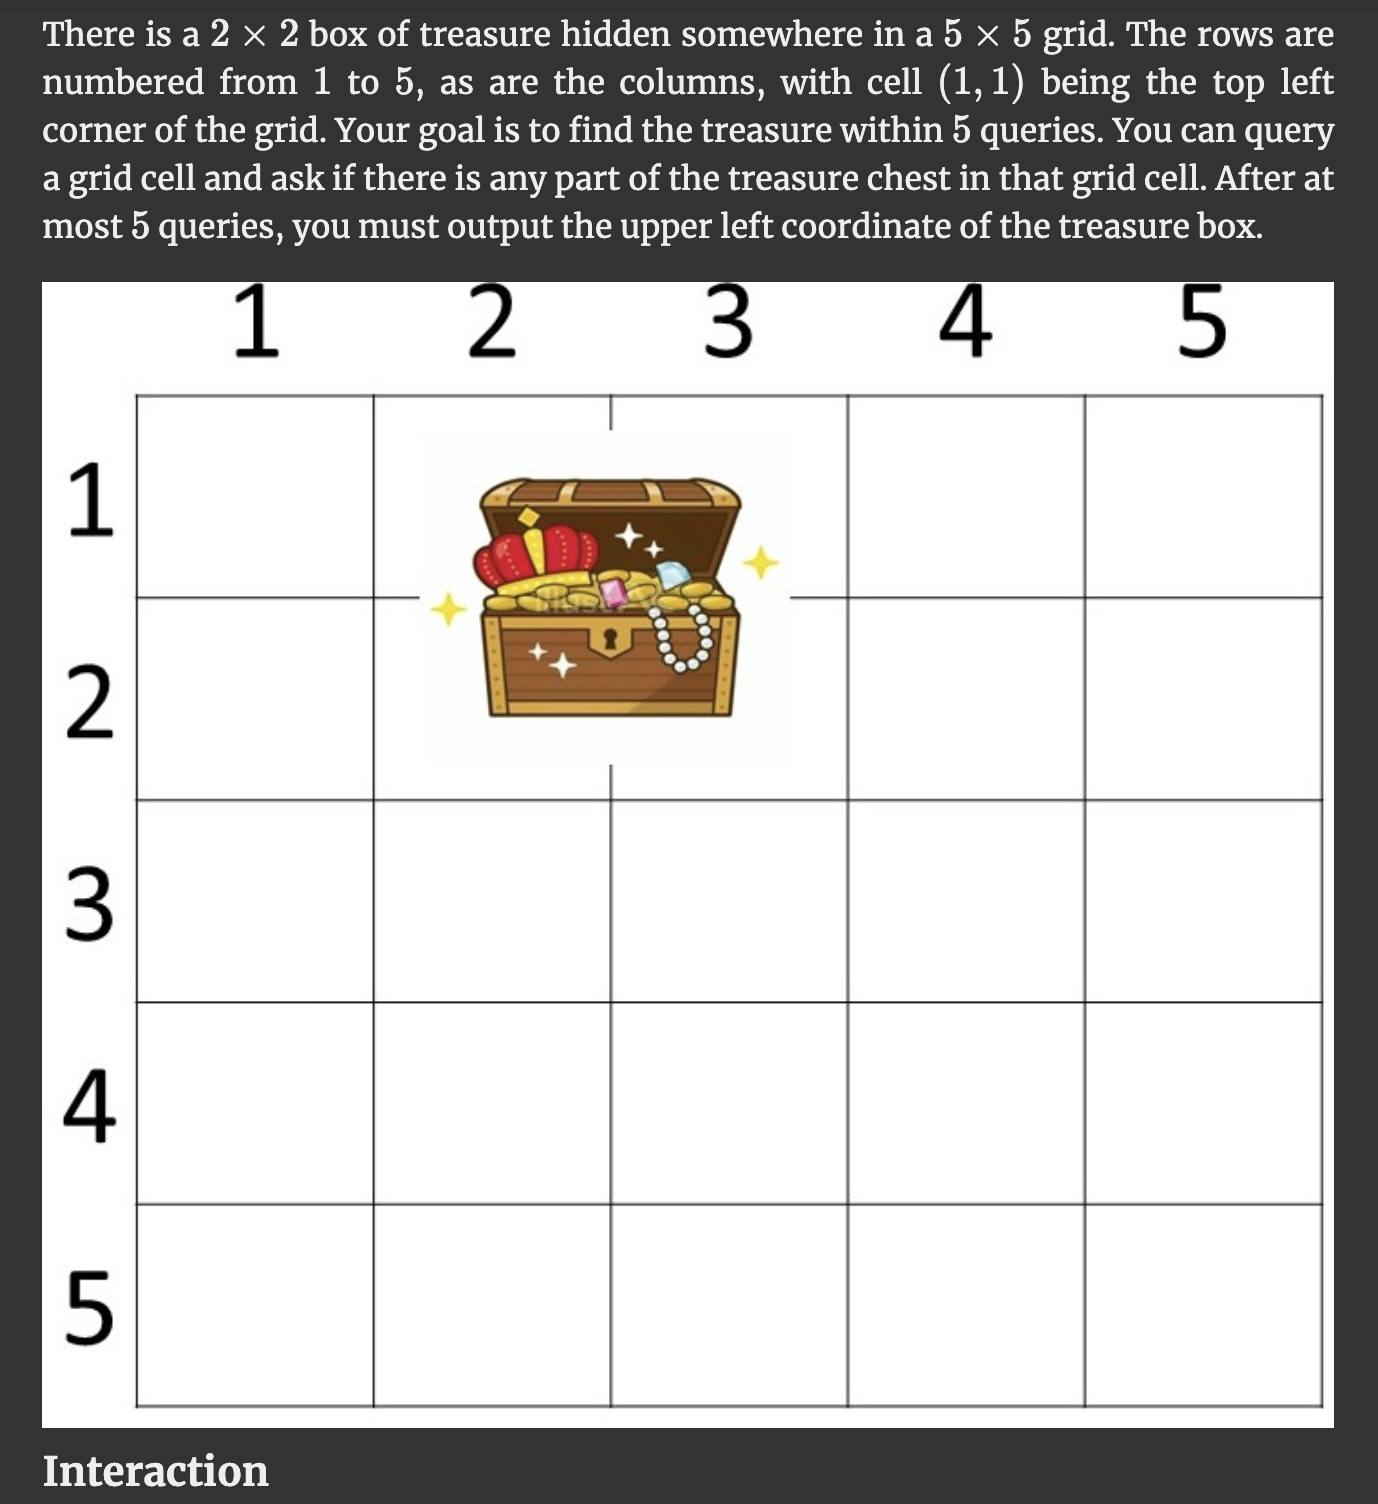 There is a 2 × 2 box of treasure hidden somewhere in a 5 × 5 grid. The rows are
numbered from 1 to 5, as are the columns, with cell (1, 1) being the top left
corner of the grid. Your goal is to find the treasure within 5 queries. You can query
a grid cell and ask if there is any part of the treasure chest in that grid cell. After at
most 5 queries, you must output the upper left coordinate of the treasure box.
1 2 3 4 5
1
2
3
4
5
Interaction